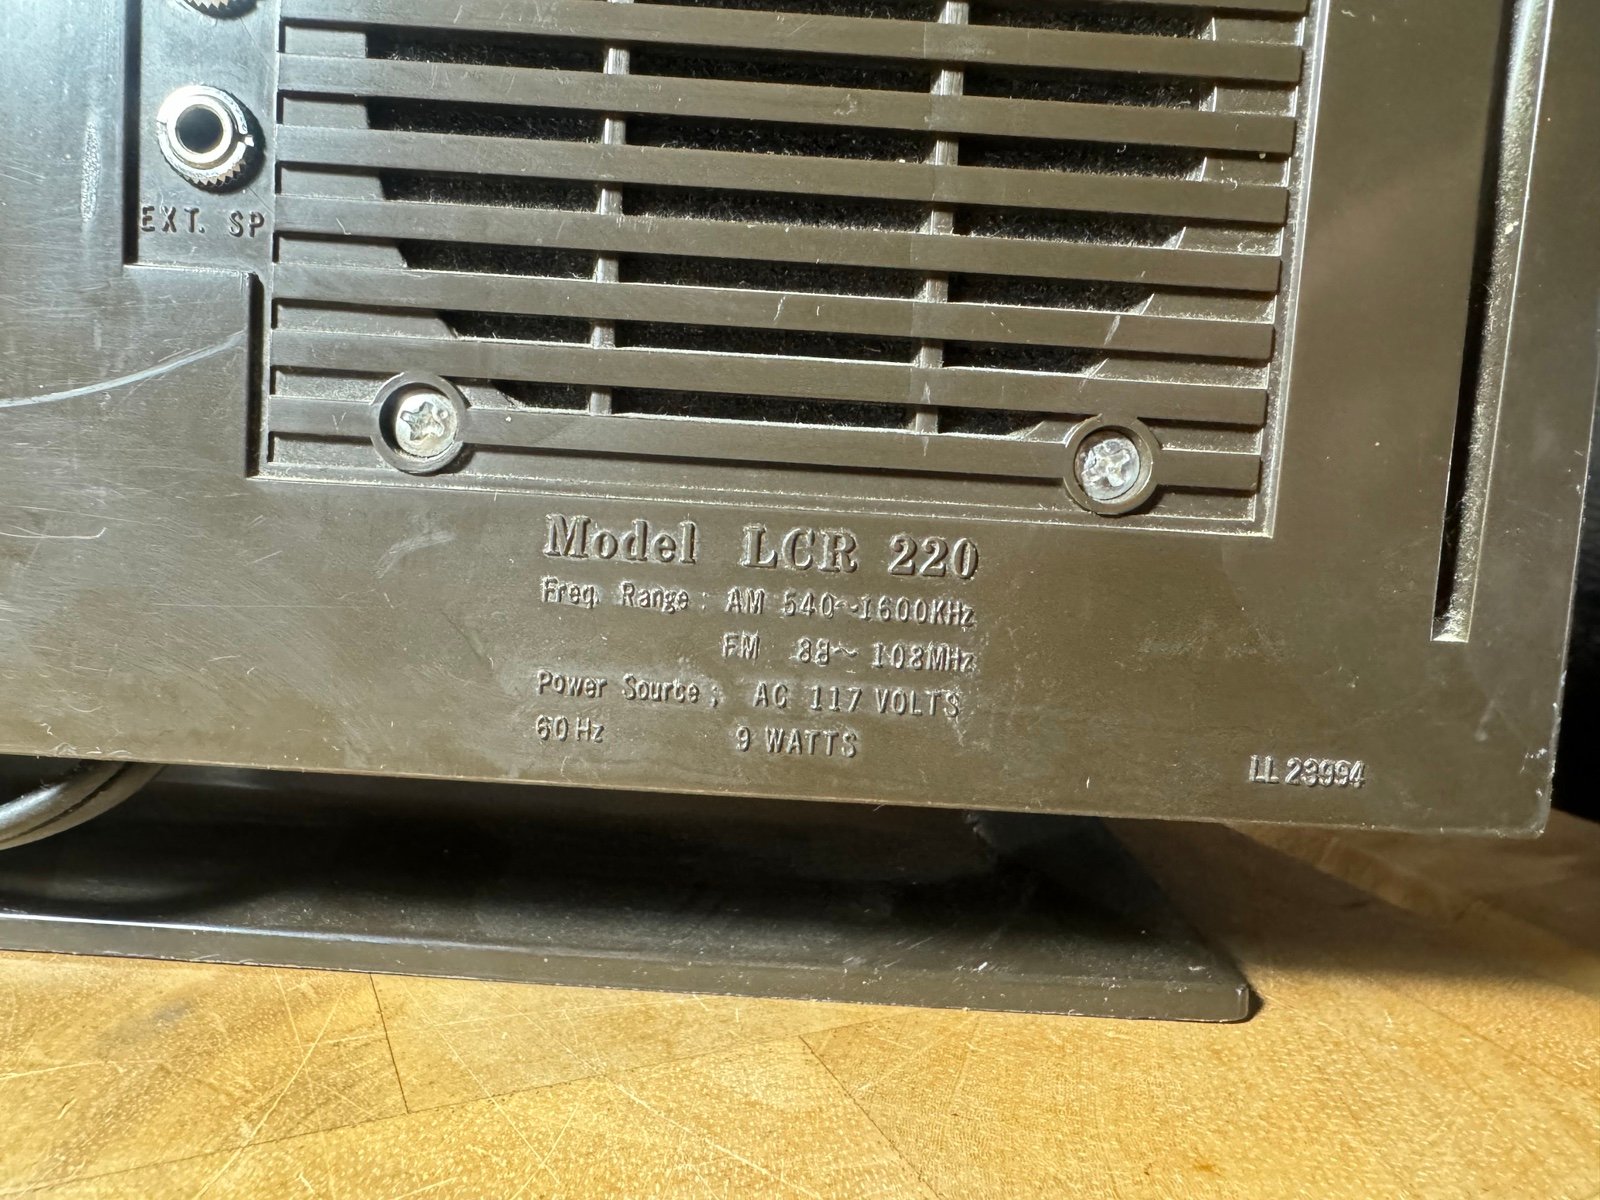 EXT. SP
Model LCR 220
Freq. Range : AM 540~1600KHz
FM 88~108MHz
Power Source ; AC 117 VOLTS
60 Hz 9 WATTS
LL 23994